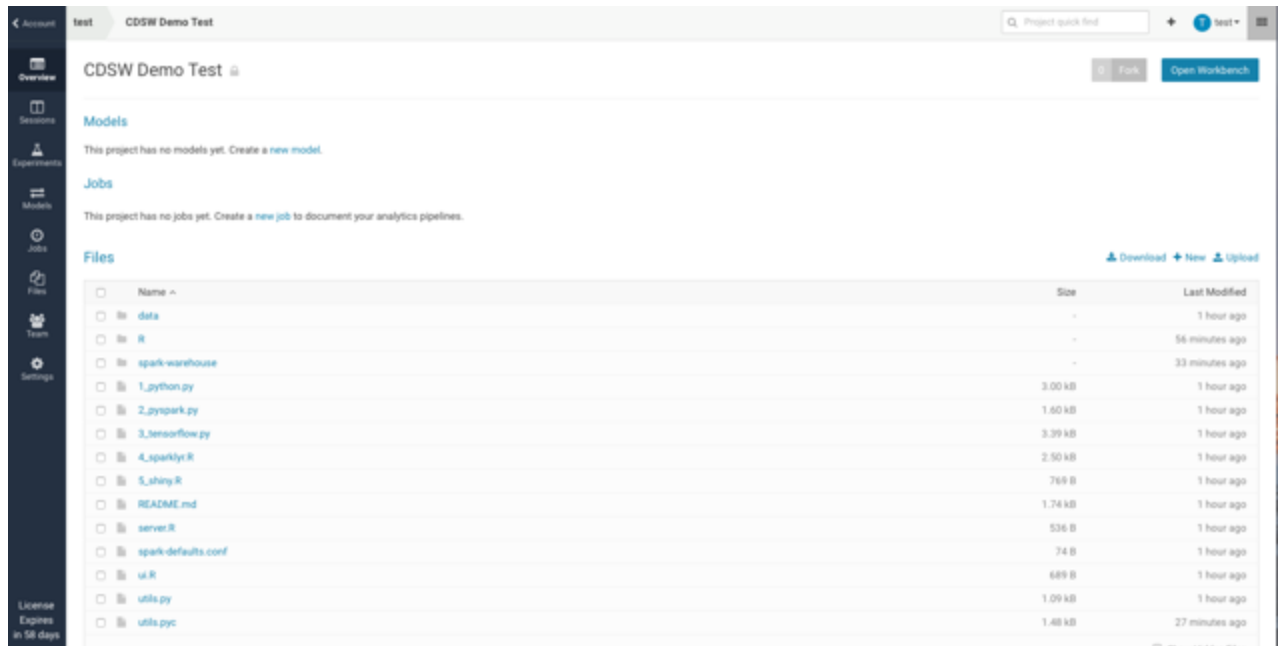 Account test CDSW Demo Test Project quick find + T test
Overview
Sessions
Experiments
Models
Jobs
Files
Team
Settings
License
Expires
in 58 days
CDSW Demo Test 0 Fork Open Workbench
Models
This project has no models yet. Create a new model.
Jobs
This project has no jobs yet. Create a new job to document your analytics pipelines.
Files Download + New Upload
Name Size Last Modified
data - 1 hour ago
R - 56 minutes ago
spark-warehouse - 33 minutes ago
1_python.py 3.00 kB 1 hour ago
2_pyspark.py 1.60 kB 1 hour ago
3_tensorflow.py 3.39 kB 1 hour ago
4_sparklyr.R 2.50 kB 1 hour ago
5_shiny.R 769 B 1 hour ago
README.md 1.74 kB 1 hour ago
server.R 536 B 1 hour ago
spark-defaults.conf 74 B 1 hour ago
ui.R 689 B 1 hour ago
utils.py 1.09 kB 1 hour ago
utils.pyc 1.48 kB 27 minutes ago